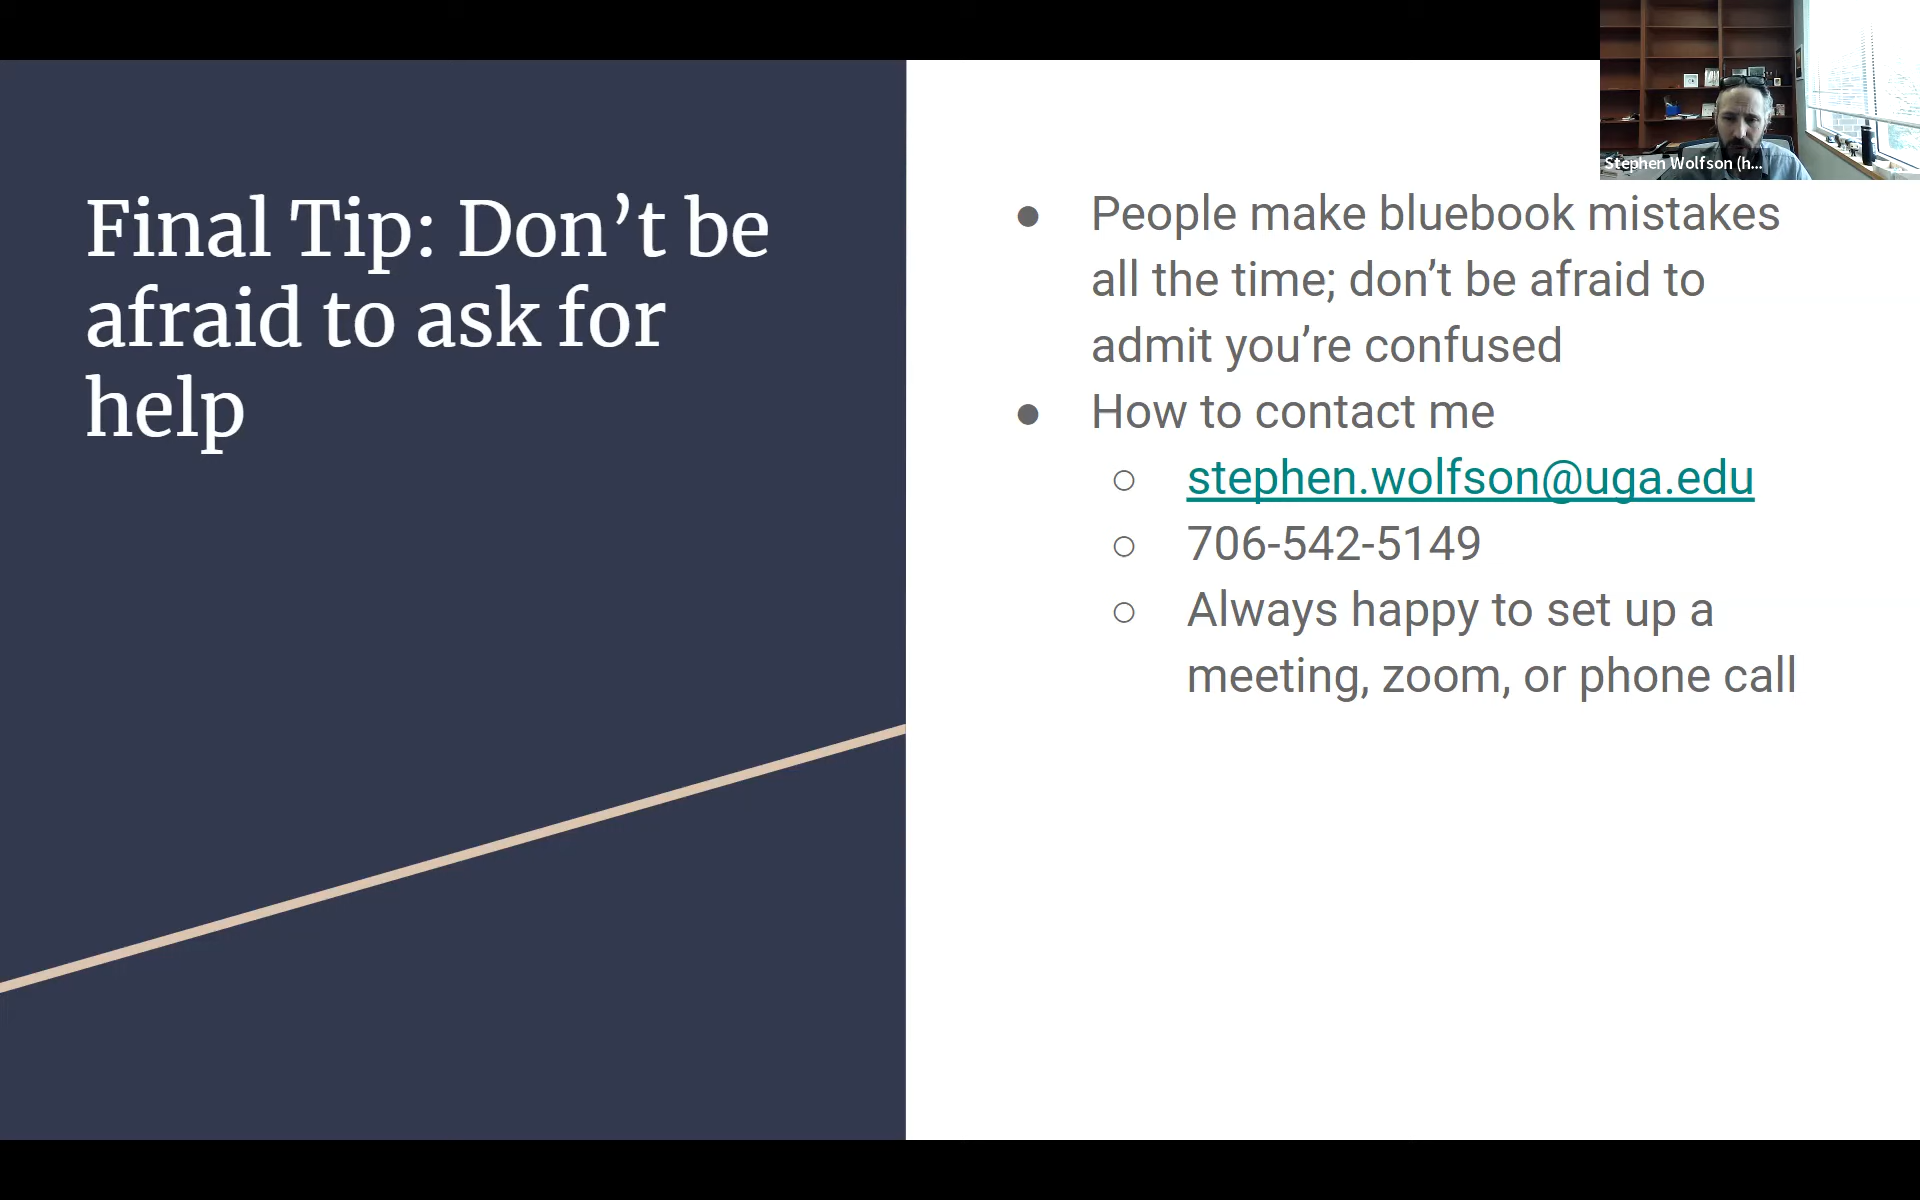 Stephen Wolfson (h...
Final Tip: Don’t be
afraid to ask for
help
● People make bluebook mistakes
all the time; don’t be afraid to
admit you’re confused
● How to contact me
○ stephen.wolfson@uga.edu
○ 706-542-5149
○ Always happy to set up a
meeting, zoom, or phone call